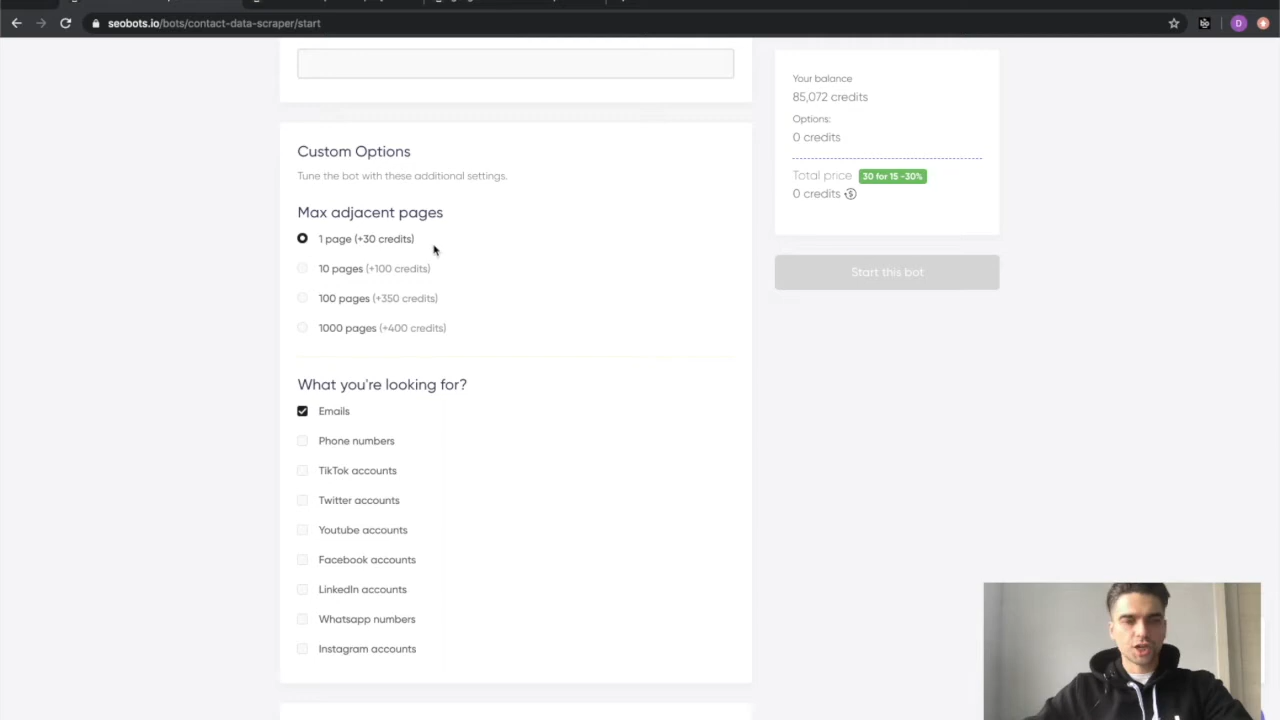 seobots.io/bots/contact-data-scraper/start
D
Custom Options
Tune the bot with these additional settings.
Max adjacent pages
1 page (+30 credits)
10 pages (+100 credits)
100 pages (+350 credits)
1000 pages (+400 credits)
What you're looking for?
Emails
Phone numbers
TikTok accounts
Twitter accounts
Youtube accounts
Facebook accounts
LinkedIn accounts
Whatsapp numbers
Instagram accounts
Your balance
85,072 credits
Options:
0 credits
Total price 30 for 15 -30%
0 credits
Start this bot